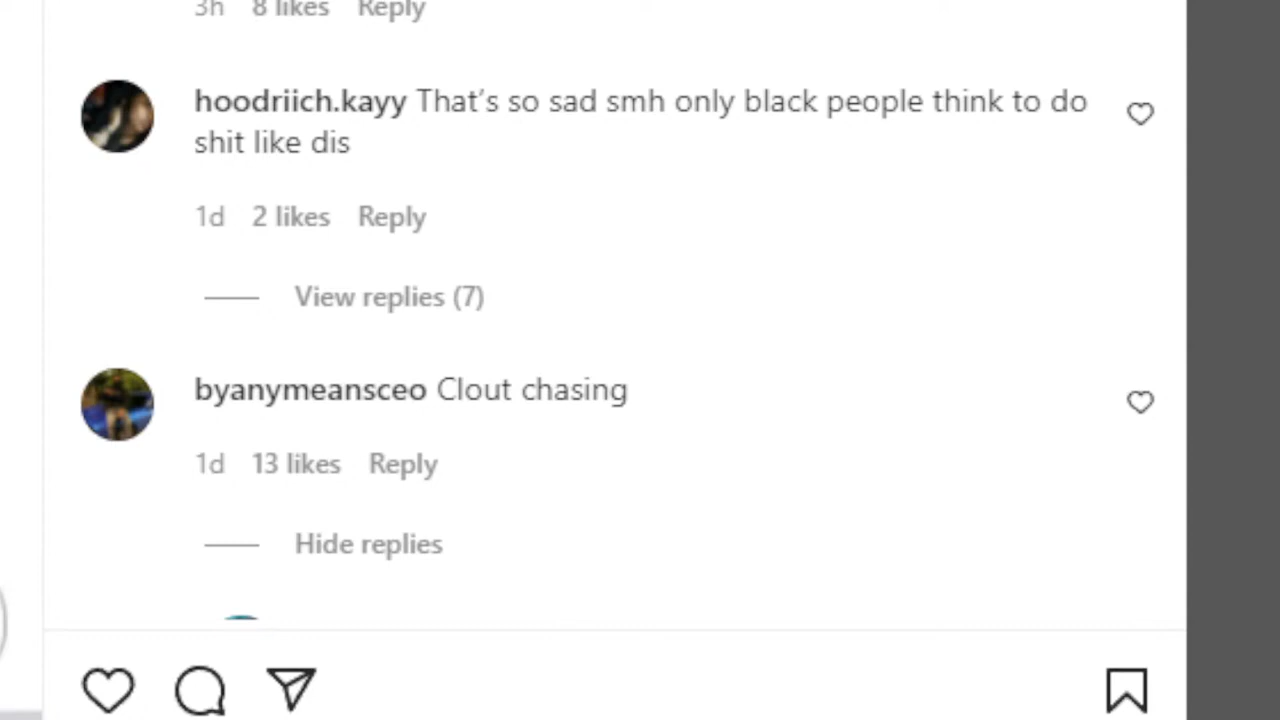 3h 8 likes Reply
hoodriich.kayy That's so sad smh only black people think to do
shit like dis
1d 2 likes Reply
View replies (7)
byanymeansceo Clout chasing
1d 13 likes Reply
Hide replies